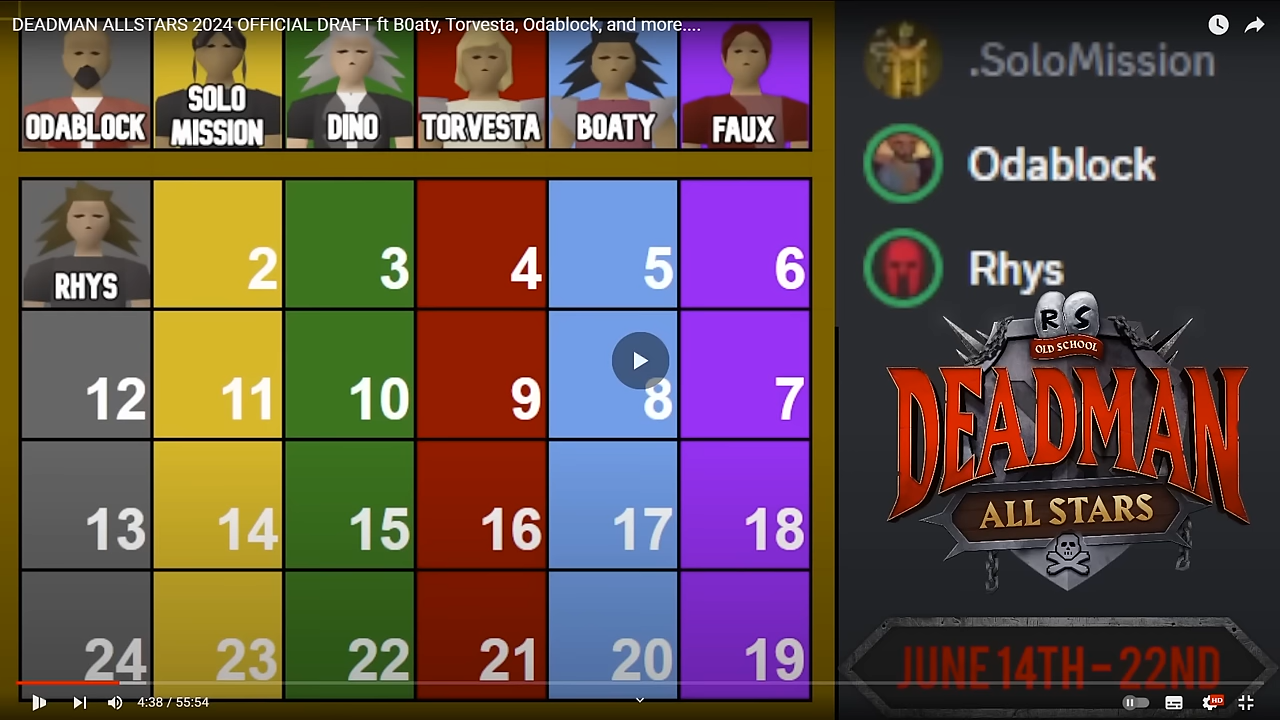 DEADMAN ALLSTARS 2024 OFFICIAL DRAFT ft B0aty, Torvesta, Odablock, and more....
ODABLOCK
SOLO
MISSION
DINO
TORVESTA
BOATY
FAUX
RHYS
2
3
4
5
6
12
11
10
9
8
7
13
14
15
16
17
18
24
23
22
21
20
19
.SoloMission
Odablock
Rhys
R S
OLD SCHOOL
DEADMAN
ALL STARS
JUNE 14TH - 22ND
4:38 / 55:54
HD